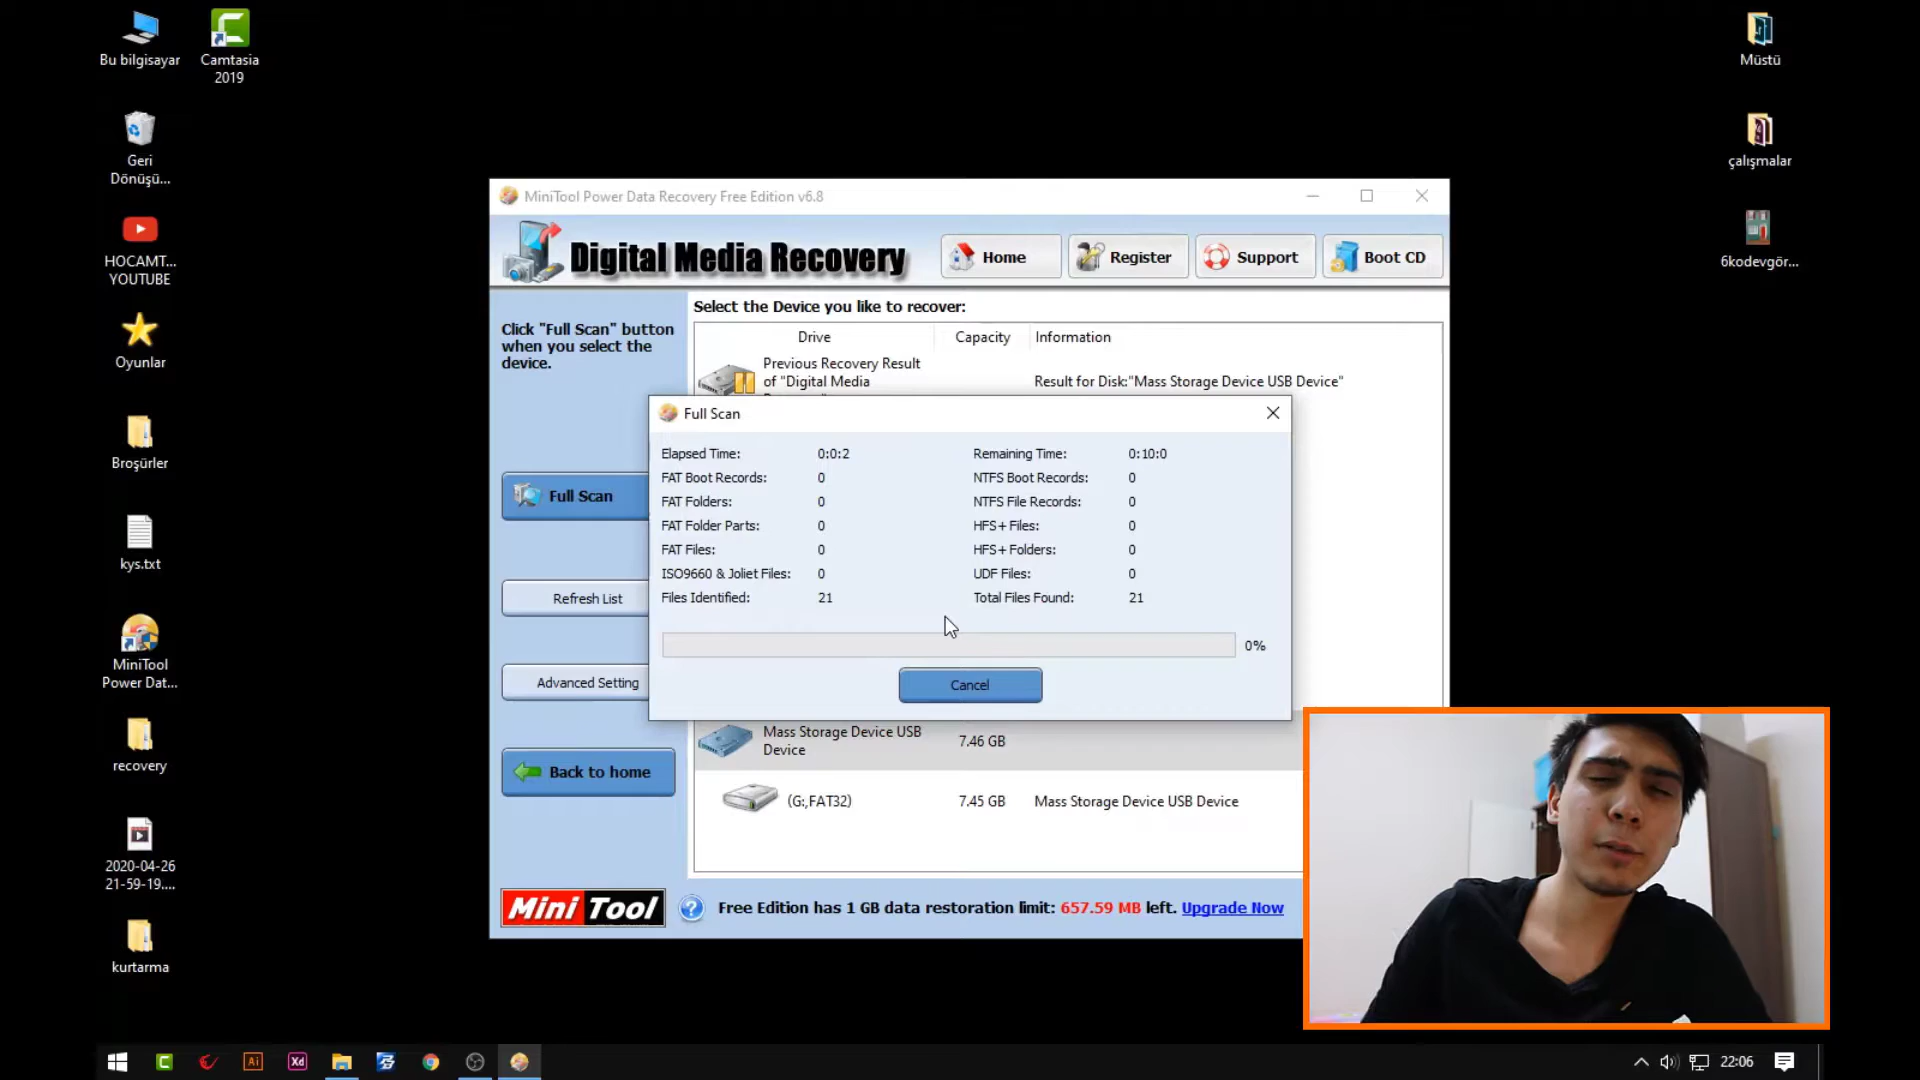 Bu bilgisayar
Camtasia
2019
Geri
Dönüşü...
HOCAMT...
YOUTUBE
Oyunlar
Broşürler
kys.txt
MiniTool
Power Dat...
recovery
2020-04-26
21-59-19....
kurtarma
Müstü
çalışmalar
6kodevgör...
MiniTool Power Data Recovery Free Edition v6.8
Digital Media Recovery
Home
Register
Support
Boot CD
Click "Full Scan" button
when you select the
device.
Full Scan
Refresh List
Advanced Setting
Back to home
Select the Device you like to recover:
Drive Capacity Information
Previous Recovery Result
of "Digital Media
Result for Disk:"Mass Storage Device USB Device"
Full Scan
Elapsed Time: 0:0:2 Remaining Time: 0:10:0
FAT Boot Records: 0 NTFS Boot Records: 0
FAT Folders: 0 NTFS File Records: 0
FAT Folder Parts: 0 HFS+ Files: 0
FAT Files: 0 HFS+ Folders: 0
ISO9660 & Joliet Files: 0 UDF Files: 0
Files Identified: 21 Total Files Found: 21
0%
Cancel
Mass Storage Device USB
Device
7.46 GB
(G:,FAT32) 7.45 GB Mass Storage Device USB Device
Mini Tool
Free Edition has 1 GB data restoration limit: 657.59 MB left. Upgrade Now
Ai
Xd
22:06